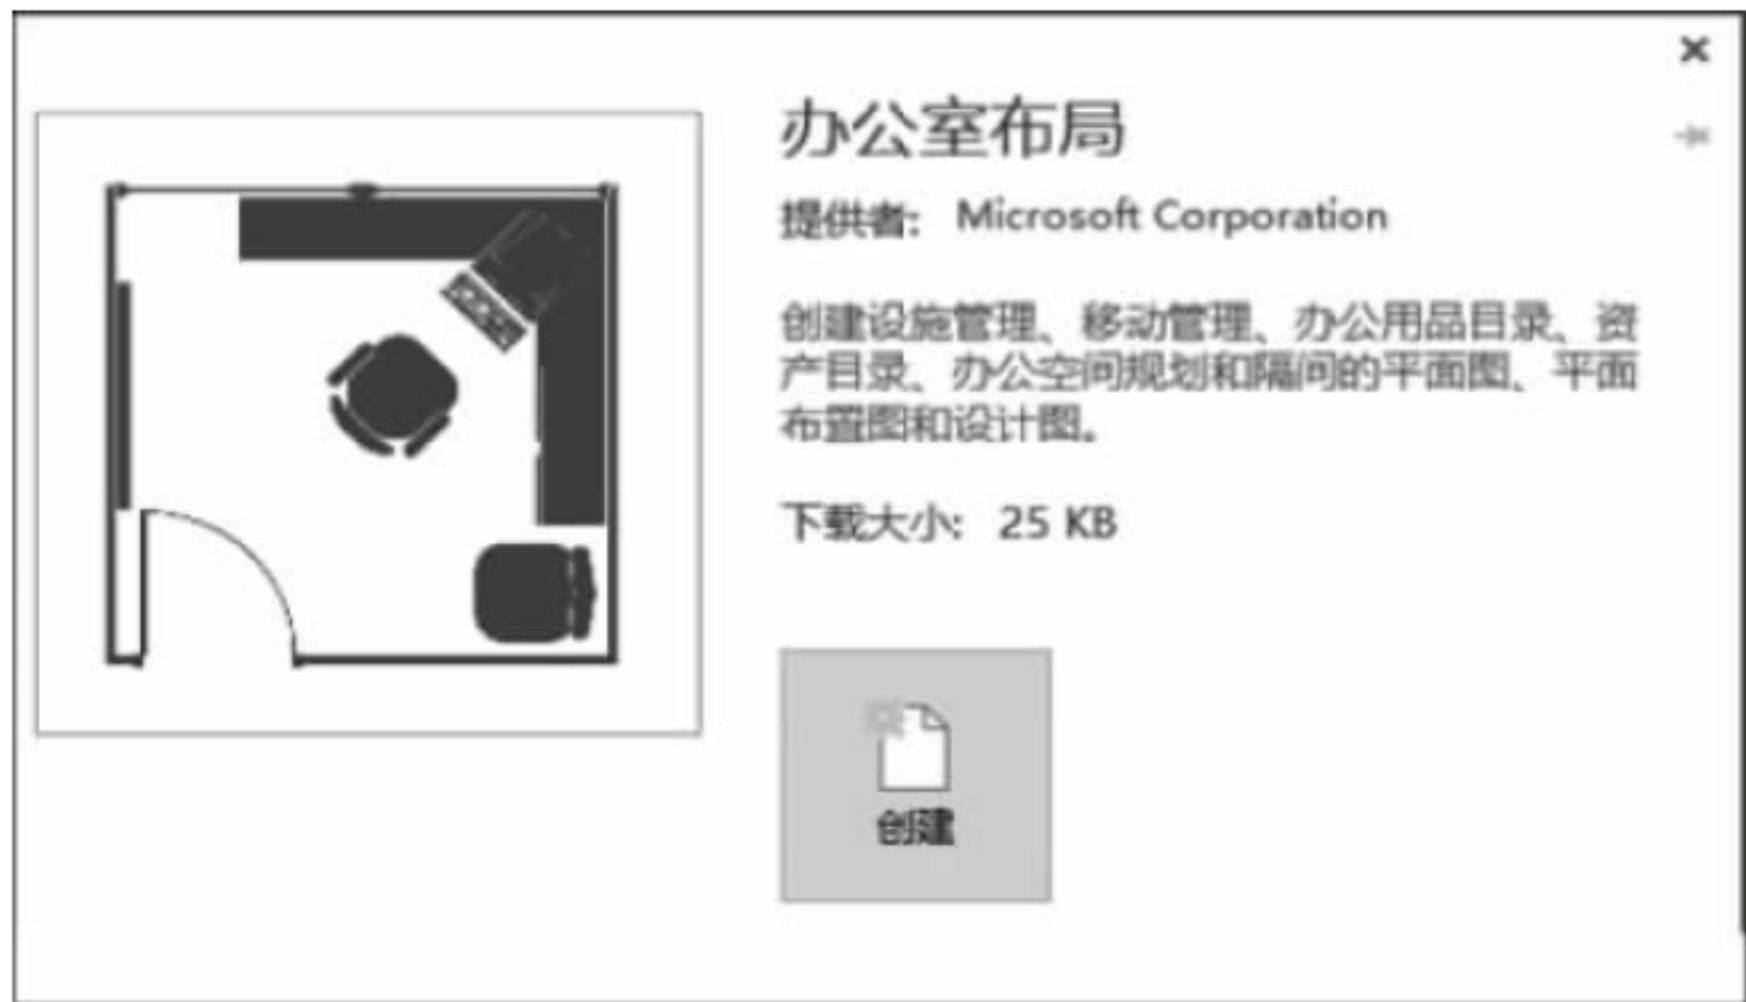 办公室布局
提供者: Microsoft Corporation
创建设施管理、移动管理、办公用品目录、资
产目录、办公空间规划和隔间的平面图、平面
布置图和设计图。
下载大小: 25 KB
创建